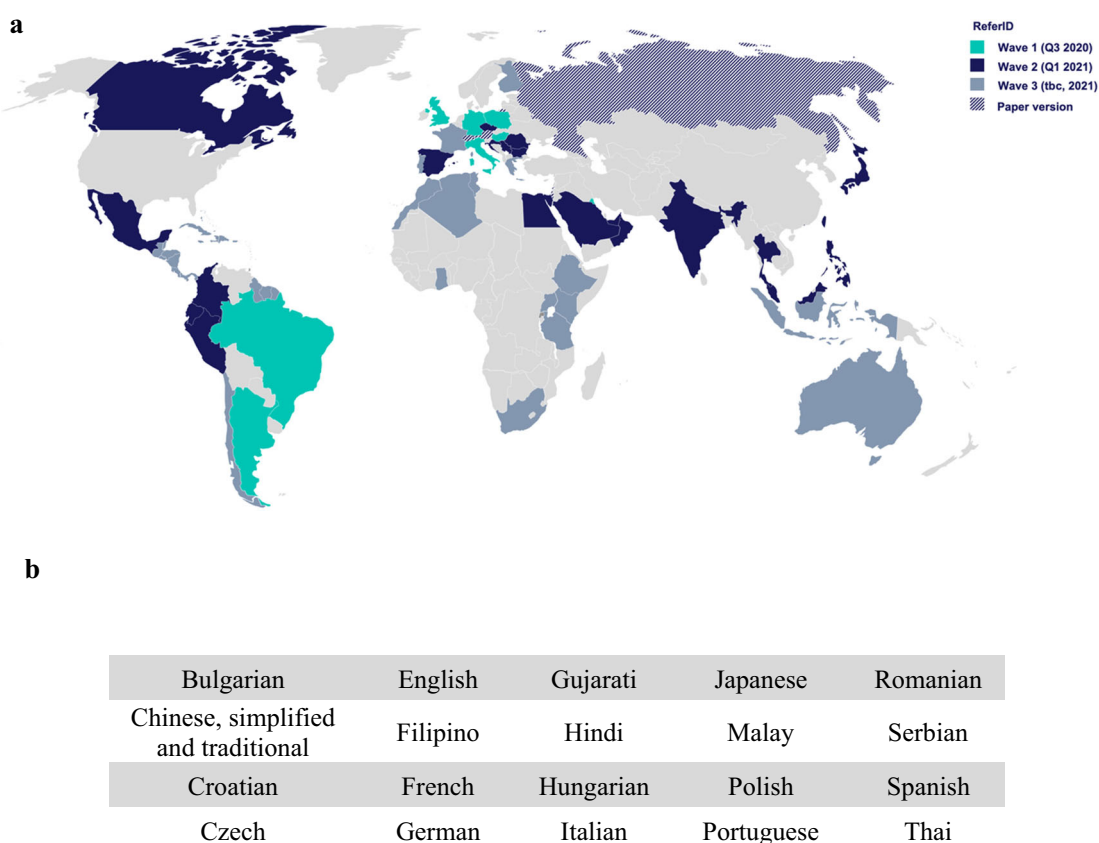 a
ReferID
Wave 1 (Q3 2020)
Wave 2 (Q1 2021)
Wave 3 (tbc, 2021)
Paper version
b
Bulgarian English Gujarati Japanese Romanian
Chinese, simplified
and traditional Filipino Hindi Malay Serbian
Croatian French Hungarian Polish Spanish
Czech German Italian Portuguese Thai